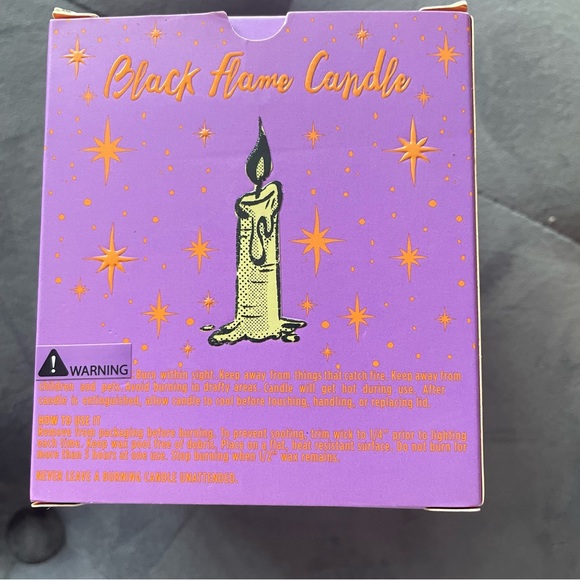 Black Flame Candle
WARNING
Burn within sight. Keep away from things that catch fire. Keep away from
children and pets. Avoid burning in drafty areas. Candle will get hot during use. After
candle is extinguished, allow candle to cool before touching, handling, or replacing lid.
HOW TO USE IT
Remove from packaging before burning. To prevent sooting, trim wick to 1/4" prior to lighting
each time. Keep wax pool free of debris. Place on a flat, heat resistant surface. Do not burn for
more than 3 hours at one use. Stop burning when 1/2" wax remains.
NEVER LEAVE A BURNING CANDLE UNATTENDED.